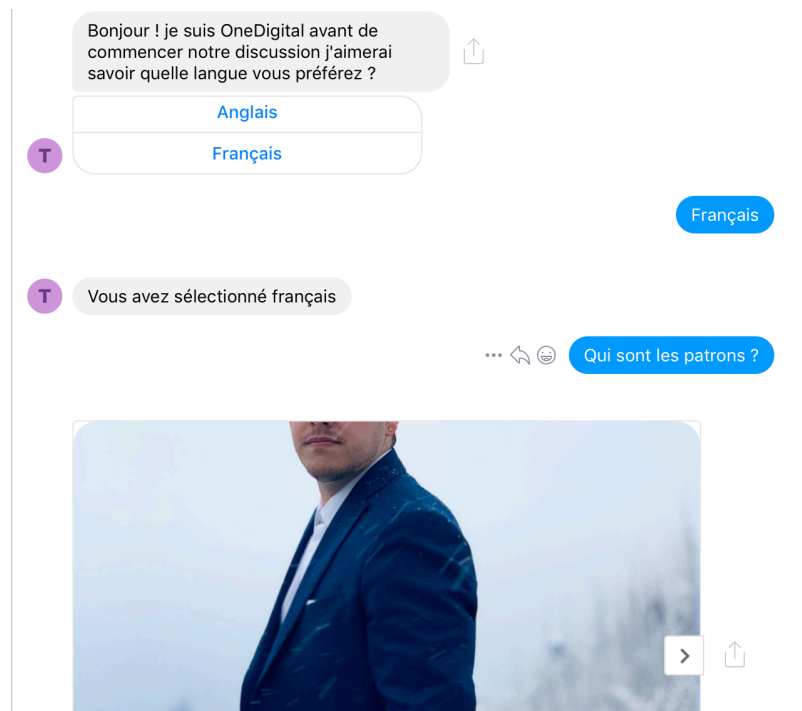 Bonjour ! je suis OneDigital avant de
commencer notre discussion j'aimerai
savoir quelle langue vous préférez ?
Anglais
Français
T
Français
T
Vous avez sélectionné français
Qui sont les patrons ?